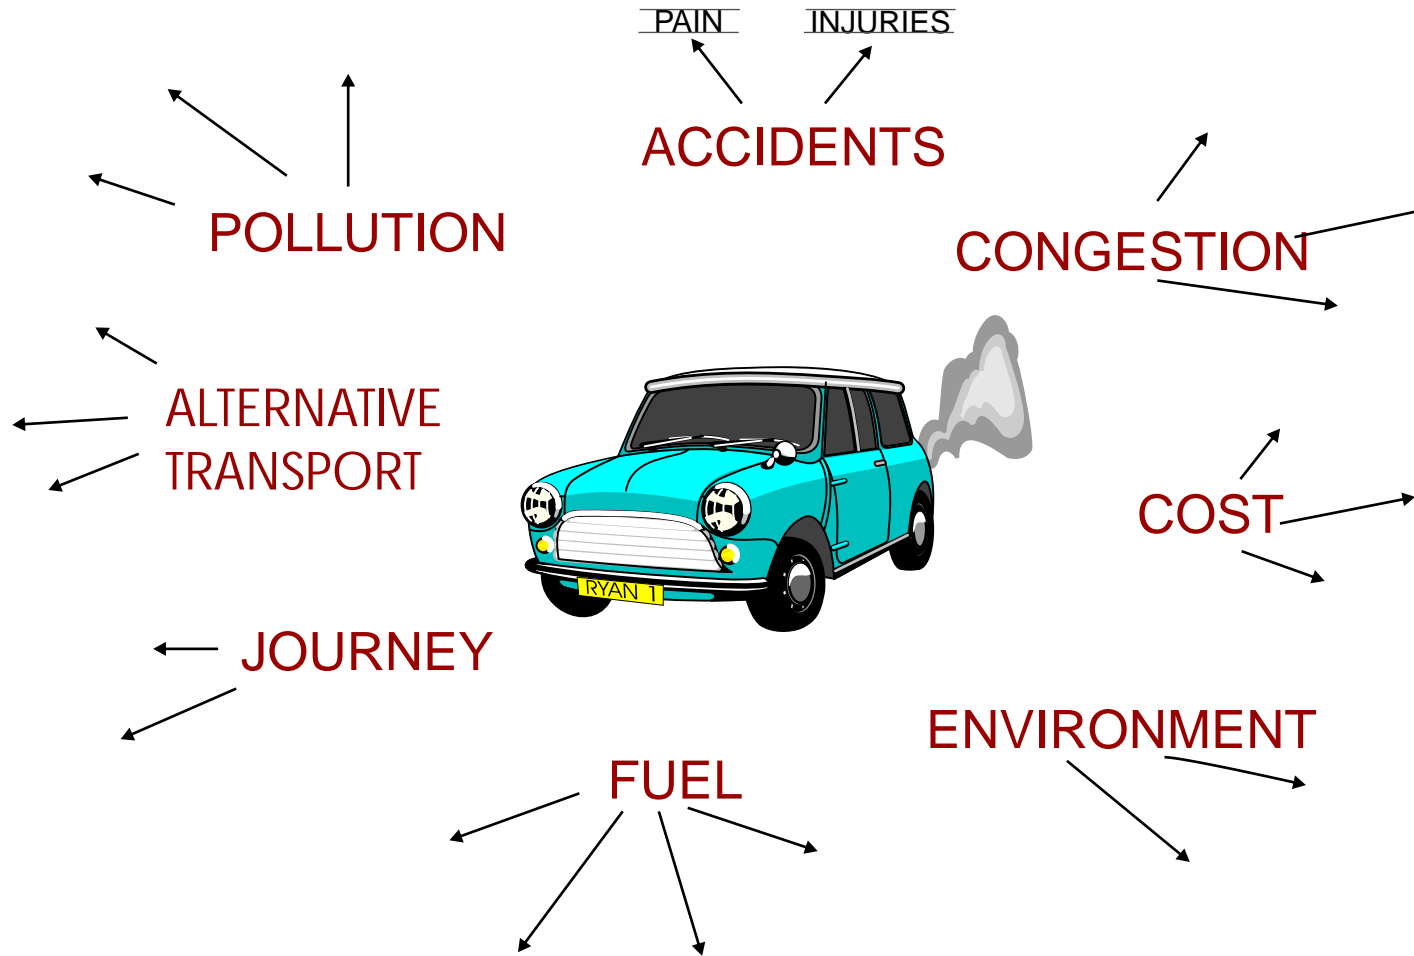 PAIN INJURIES
ACCIDENTS
POLLUTION
CONGESTION
ALTERNATIVE
TRANSPORT
COST
RYAN 1
JOURNEY
ENVIRONMENT
FUEL